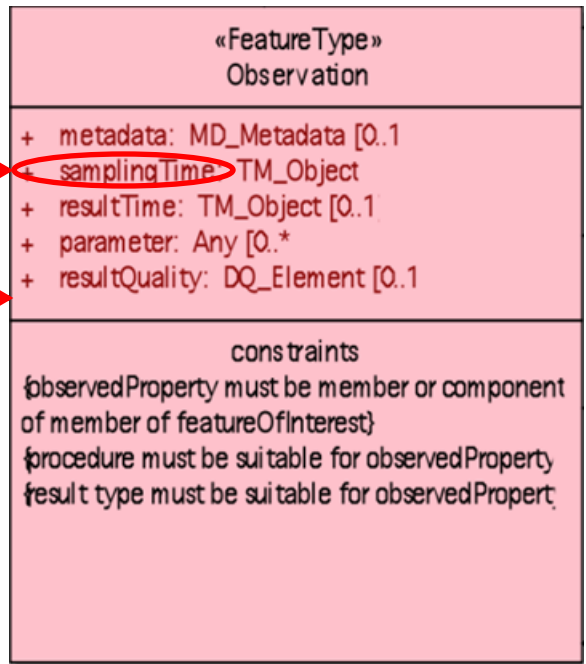 «FeatureType»
Observation
+ metadata: MD_Metadata [0..1
+ samplingTime: TM_Object
+ resultTime: TM_Object [0..1
+ parameter: Any [0..*
+ resultQuality: DQ_Element [0..1
constraints
{observedProperty must be member or component
of member of featureOfInterest}
{procedure must be suitable for observedProperty
{result type must be suitable for observedPropert